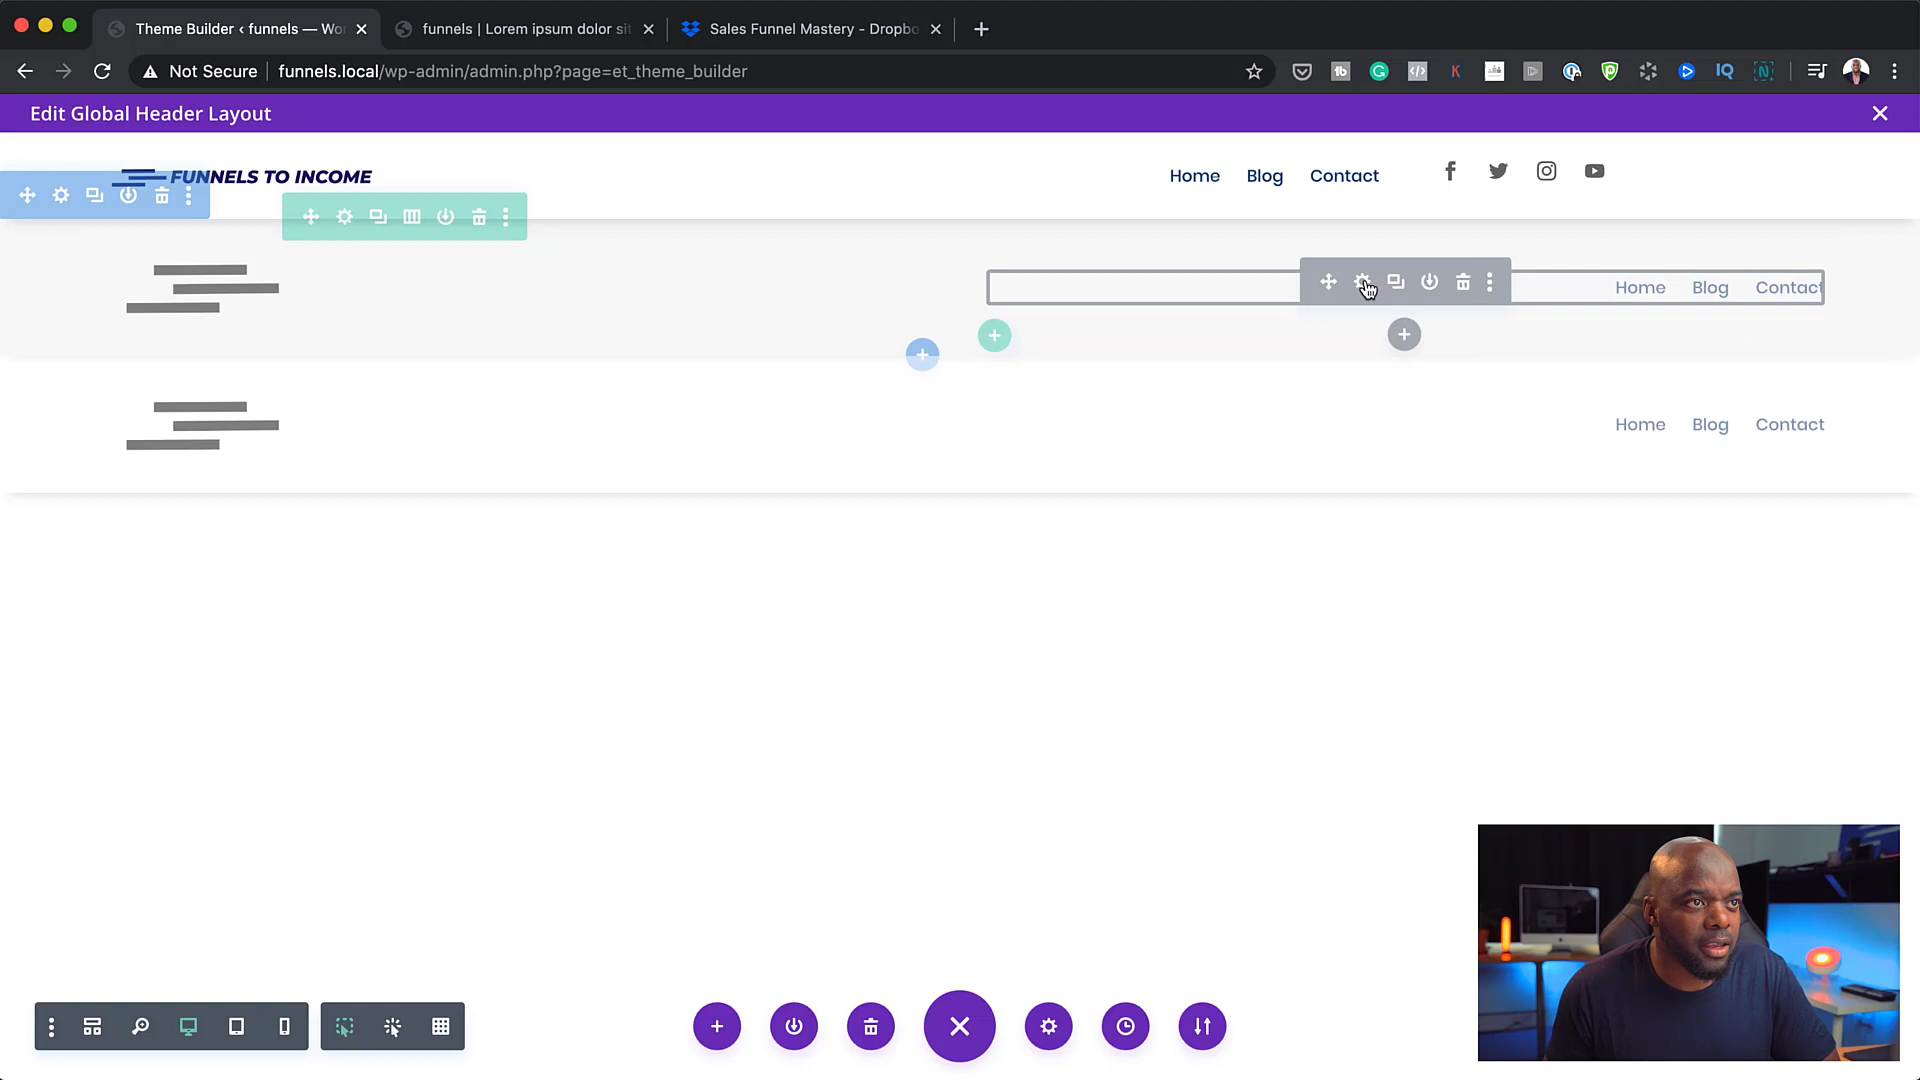 Theme Builder ‹ funnels — Wo
funnels | Lorem ipsum dolor sit
Sales Funnel Mastery - Dropbo
Not Secure
funnels.local/wp-admin/admin.php?page=et_theme_builder
Edit Global Header Layout
FUNNELS TO INCOME
Home Blog Contact
Home Blog Contact
Home Blog Contact